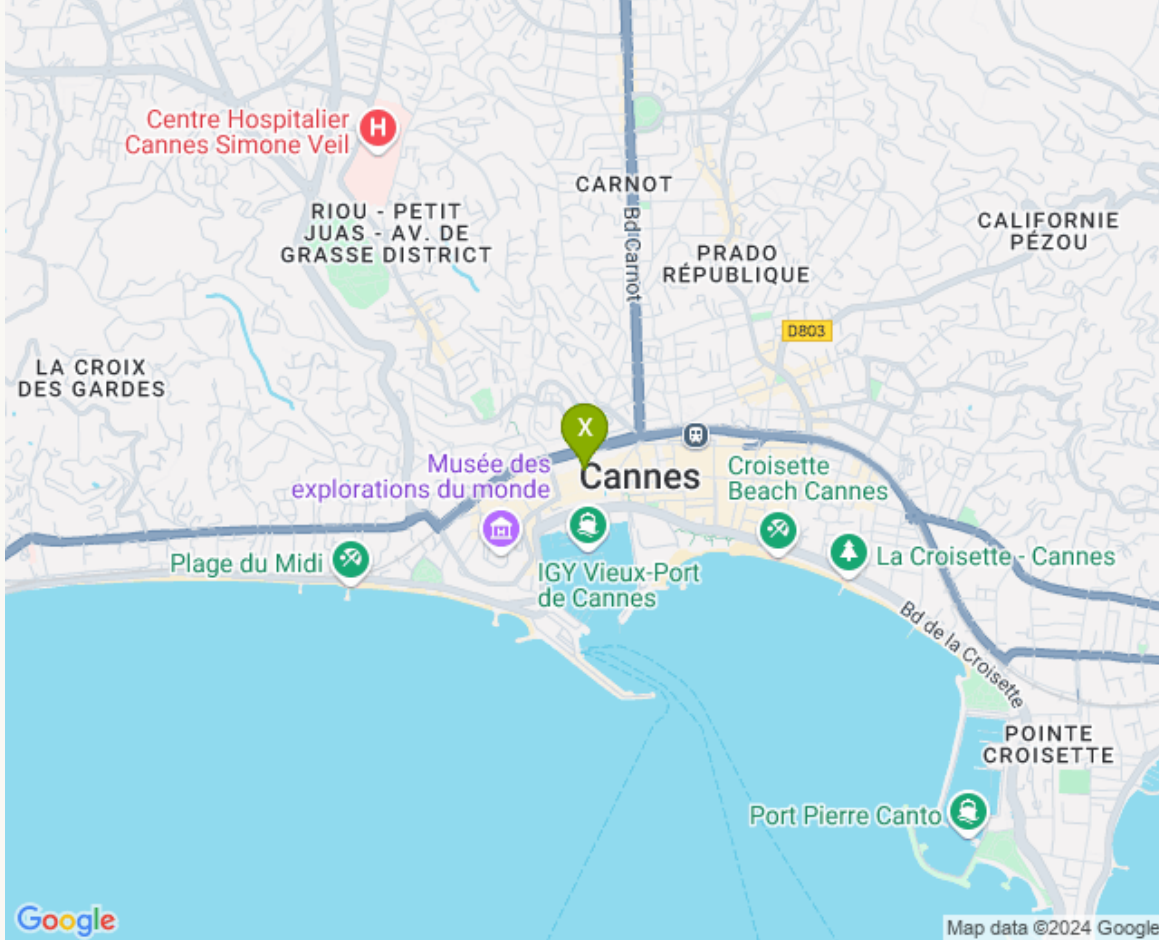 Centre Hospitalier
Cannes Simone Veil
H
CARNOT
RIOU - PETIT
JUAS - AV. DE
GRASSE DISTRICT
Bd Carnot
CALIFORNIE
PÉZOU
PRADO
RÉPUBLIQUE
D803
LA CROIX
DES GARDES
X
Musée des
explorations du monde
Cannes
Croisette
Beach Cannes
Plage du Midi
IGY Vieux-Port
de Cannes
La Croisette - Cannes
Bd de la Croisette
POINTE
CROISETTE
Port Pierre Canto
Google
Map data ©2024 Google